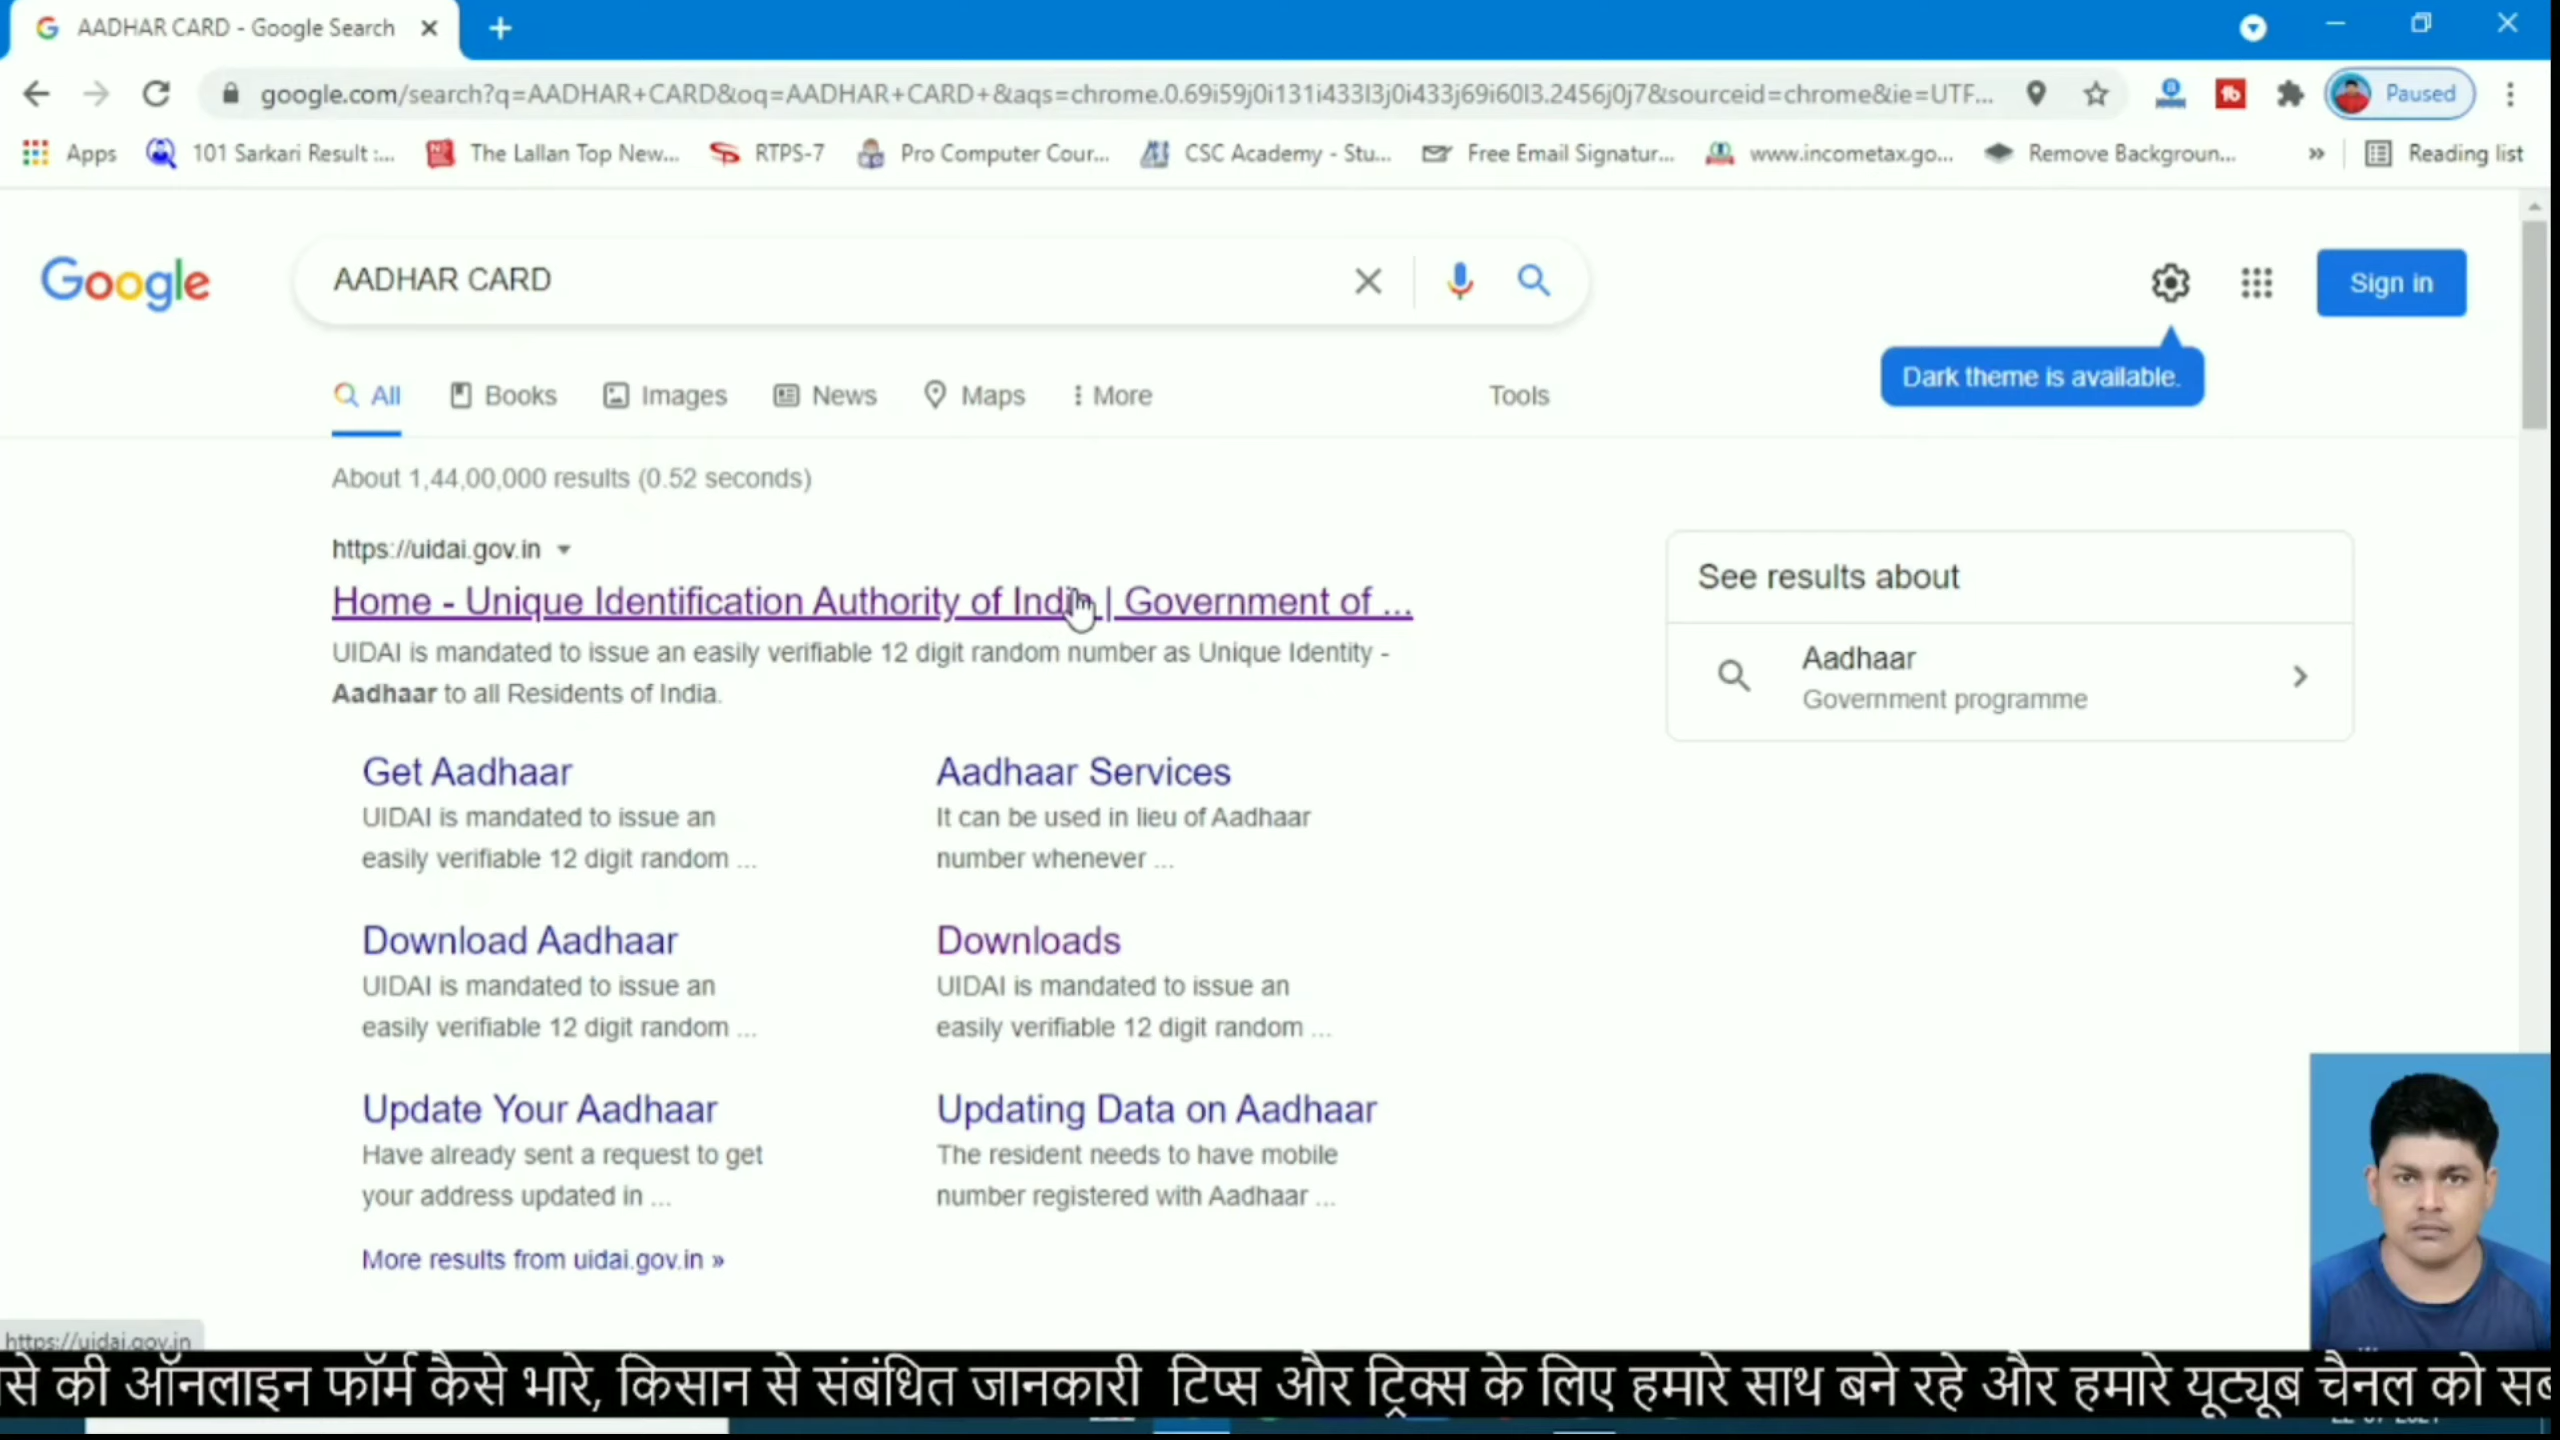 AADHAR CARD - Google Search
google.com/search?q=AADHAR+CARD&oq=AADHAR+CARD+&aqs=chrome.0.69i59j0i131i433l3j0i433j69i60l3.2456j0j7&sourceid=chrome&ie=UTF...
Paused
Apps
101 Sarkari Result :...
The Lallan Top New...
RTPS-7
Pro Computer Cour...
CSC Academy - Stu...
Free Email Signatur...
www.incometax.go...
Remove Backgroun...
»
Reading list
Google
AADHAR CARD
Sign in
Dark theme is available.
All
Books
Images
News
Maps
More
Tools
About 1,44,00,000 results (0.52 seconds)
https://uidai.gov.in
Home - Unique Identification Authority of India | Government of ...
UIDAI is mandated to issue an easily verifiable 12 digit random number as Unique Identity -
Aadhaar to all Residents of India.
See results about
Aadhaar
Government programme
Get Aadhaar
UIDAI is mandated to issue an
easily verifiable 12 digit random ...
Aadhaar Services
It can be used in lieu of Aadhaar
number whenever ...
Download Aadhaar
UIDAI is mandated to issue an
easily verifiable 12 digit random ...
Downloads
UIDAI is mandated to issue an
easily verifiable 12 digit random ...
Update Your Aadhaar
Have already sent a request to get
your address updated in ...
Updating Data on Aadhaar
The resident needs to have mobile
number registered with Aadhaar ...
More results from uidai.gov.in »
https://uidai.gov.in
से की ऑनलाइन फॉर्म कैसे भारे, किसान से संबंधित जानकारी टिप्स और ट्रिक्स के लिए हमारे साथ बने रहे और हमारे यूट्यूब चैनल को सब